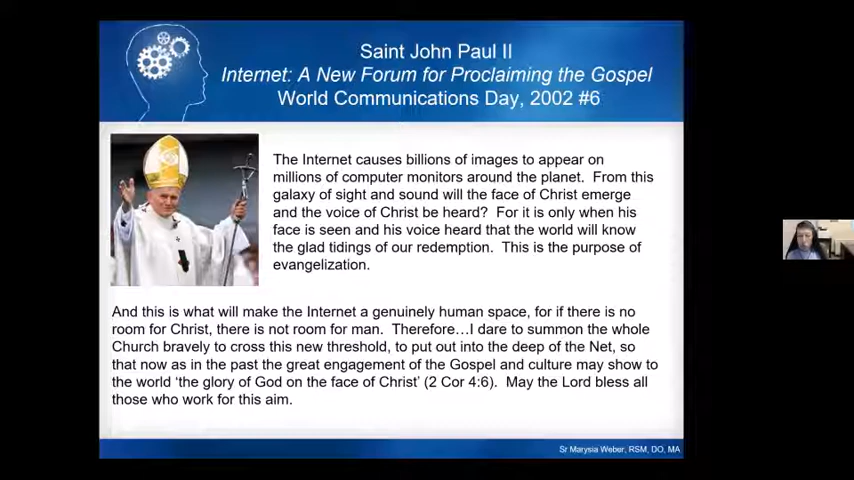 Saint John Paul II
Internet: A New Forum for Proclaiming the Gospel
World Communications Day, 2002 #6
The Internet causes billions of images to appear on
millions of computer monitors around the planet. From this
galaxy of sight and sound will the face of Christ emerge
and the voice of Christ be heard? For it is only when his
face is seen and his voice heard that the world will know
the glad tidings of our redemption. This is the purpose of
evangelization.
And this is what will make the Internet a genuinely human space, for if there is no
room for Christ, there is not room for man. Therefore…I dare to summon the whole
Church bravely to cross this new threshold, to put out into the deep of the Net, so
that now as in the past the great engagement of the Gospel and culture may show to
the world ‘the glory of God on the face of Christ’ (2 Cor 4:6). May the Lord bless all
those who work for this aim.
Sr Marysia Weber, RSM, DO, MA